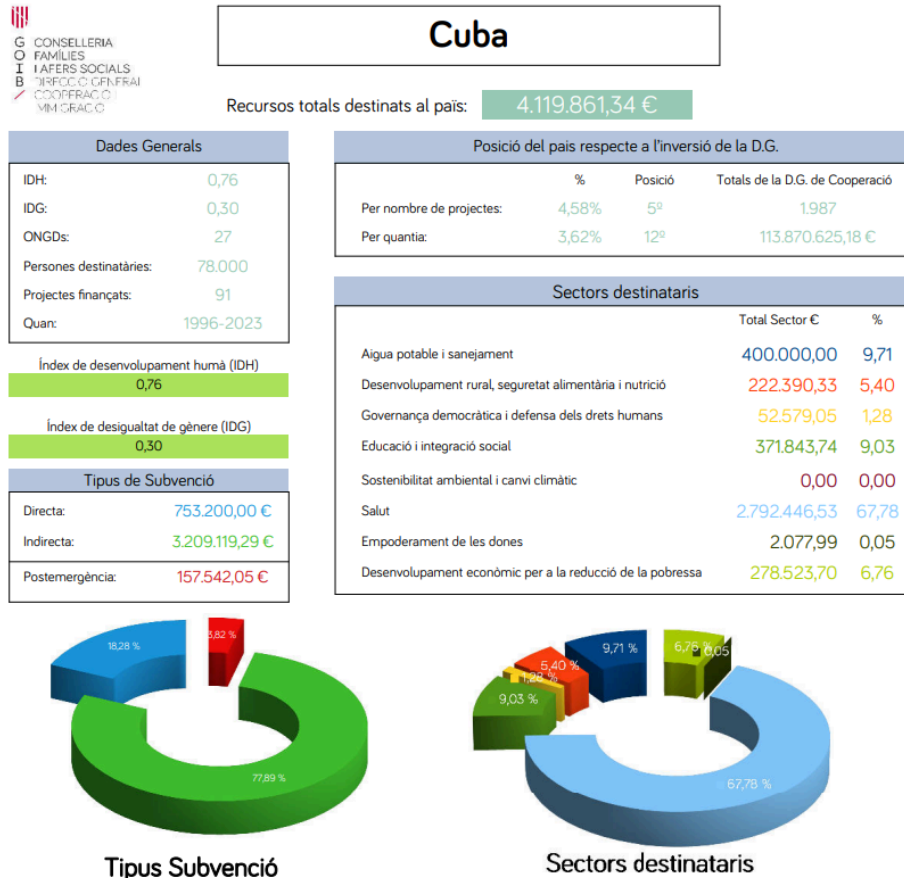 Cuba
G CONSELLERIA
O FAMÍLIES
I I AFERS SOCIALS
B DIRECCIÓ GENERAL
/ COOPERACIÓ I
IMMIGRACIÓ
Recursos totals destinats al païs: 4.119.861,34 €
Dades Generals
IDH: 0,76
IDG: 0,30
ONGDs: 27
Persones destinatàries: 78.000
Projectes finançats: 91
Quan: 1996-2023
Índex de desenvolupament humà (IDH)
0,76
Índex de desigualtat de gènere (IDG)
0,30
Tipus de Subvenció
Directa: 753.200,00 €
Indirecta: 3.209.119,29 €
Postemergència: 157.542,05 €
Posició del pais respecte a l'inversió de la D.G.
% Posició Totals de la D.G. de Cooperació
Per nombre de projectes: 4,58% 5º 1.987
Per quantia: 3,62% 12º 113.870.625,18 €
Sectors destinataris
Total Sector € %
Aigua potable i sanejament 400.000,00 9,71
Desenvolupament rural, seguretat alimentària i nutrició 222.390,33 5,40
Governança democràtica i defensa dels drets humans 52.579,05 1,28
Educació i integració social 371.843,74 9,03
Sostenibilitat ambiental i canvi climàtic 0,00 0,00
Salut 2.792.446,53 67,78
Empoderament de les dones 2.077,99 0,05
Desenvolupament econòmic per a la reducció de la pobressa 278.523,70 6,76
18,28 %
3,82 %
77,89 %
Tipus Subvenció
9,71 %
6,76 %
0,05
5,40 %
1,28 %
9,03 %
67,78 %
Sectors destinataris